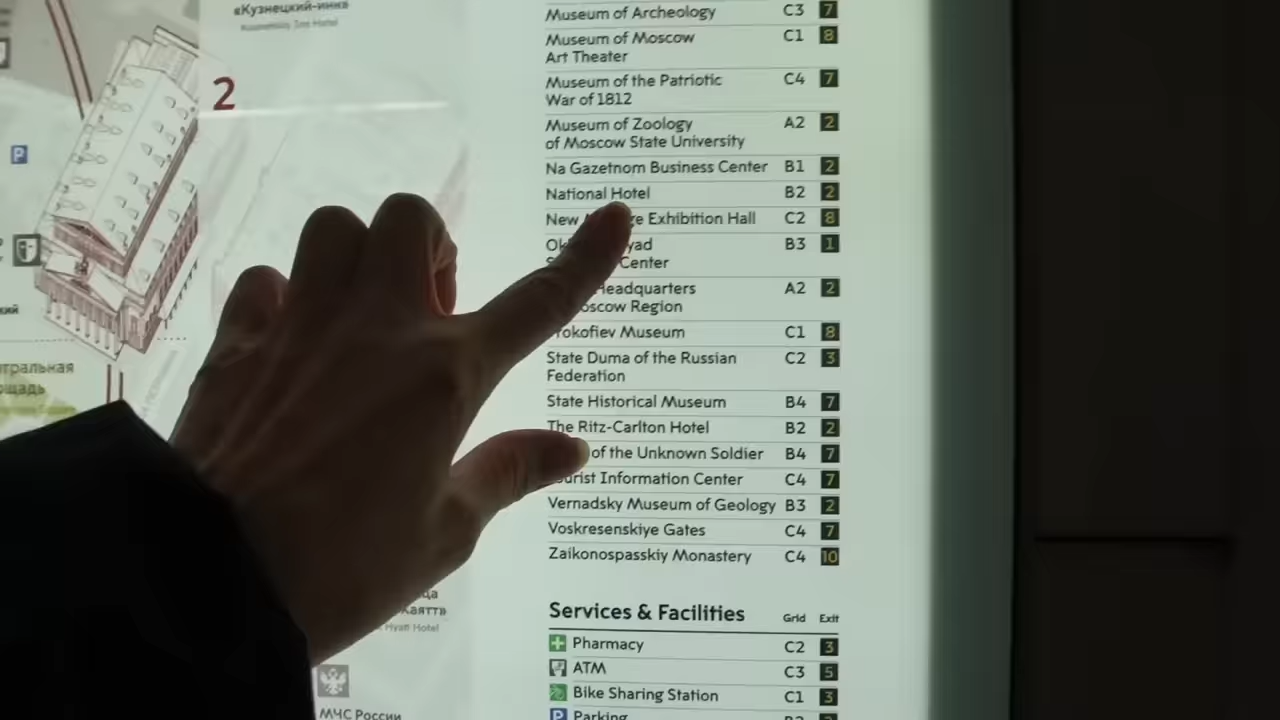 «Кузнецкий-инн»
2
P
Museum of Archeology C3 7
Museum of Moscow C1 8
Art Theater
Museum of the Patriotic C4 7
War of 1812
Museum of Zoology A2 2
of Moscow State University
Na Gazetnom Business Center B1 2
National Hotel B2 2
New Exhibition Hall C2 8
B3 1
Center
Headquarters A2 2
Moscow Region
Prokofiev Museum C1 8
State Duma of the Russian C2 3
Federation
State Historical Museum B4 7
The Ritz-Carlton Hotel B2 2
of the Unknown Soldier B4 7
Tourist Information Center C4 7
Vernadsky Museum of Geology B3 2
Voskresenskiye Gates C4 7
Zaikonospasskiy Monastery C4 10
Services & Facilities Grid Exit
Pharmacy C2 3
ATM C3 5
Bike Sharing Station C1 3
P Parking
Hyatt Hotel
МЧС России